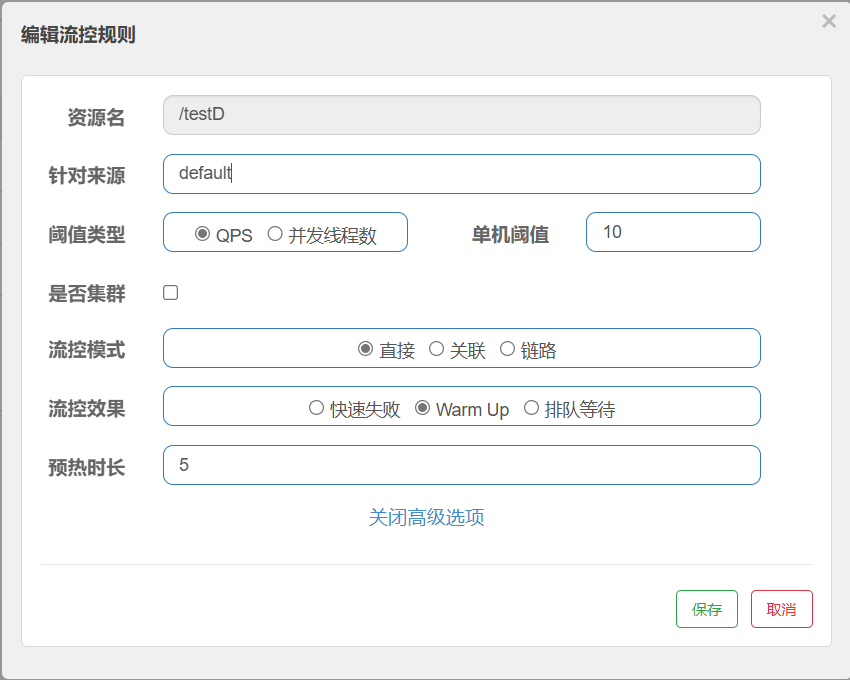 编辑流控规则 ×
资源名 /testD
针对来源 default
阈值类型 QPS 并发线程数 单机阈值 10
是否集群
流控模式 直接 关联 链路
流控效果 快速失败 Warm Up 排队等待
预热时长 5
关闭高级选项
保存 取消